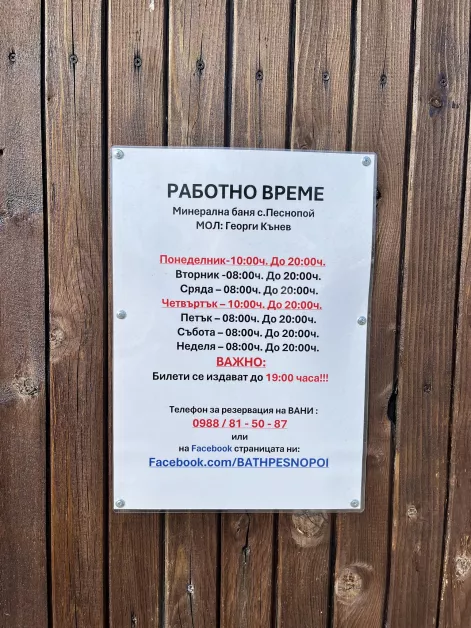 РАБОТНО ВРЕМЕ
Минерална баня с.Песнопой
МОЛ: Георги Кънев
Понеделник-10:00ч. До 20:00ч.
Вторник -08:00ч. До 20:00ч.
Сряда – 08:00ч. До 20:00ч.
Четвъртък – 10:00ч. До 20:00ч.
Петък – 08:00ч. До 20:00ч.
Събота – 08:00ч. До 20:00ч.
Неделя – 08:00ч. До 20:00ч.
ВАЖНО:
Билети се издават до 19:00 часа!!!
Телефон за резервация на ВАНИ :
0988 / 81 - 50 - 87
или
на Facebook страницата ни:
Facebook.com/BATHPESNOPOI